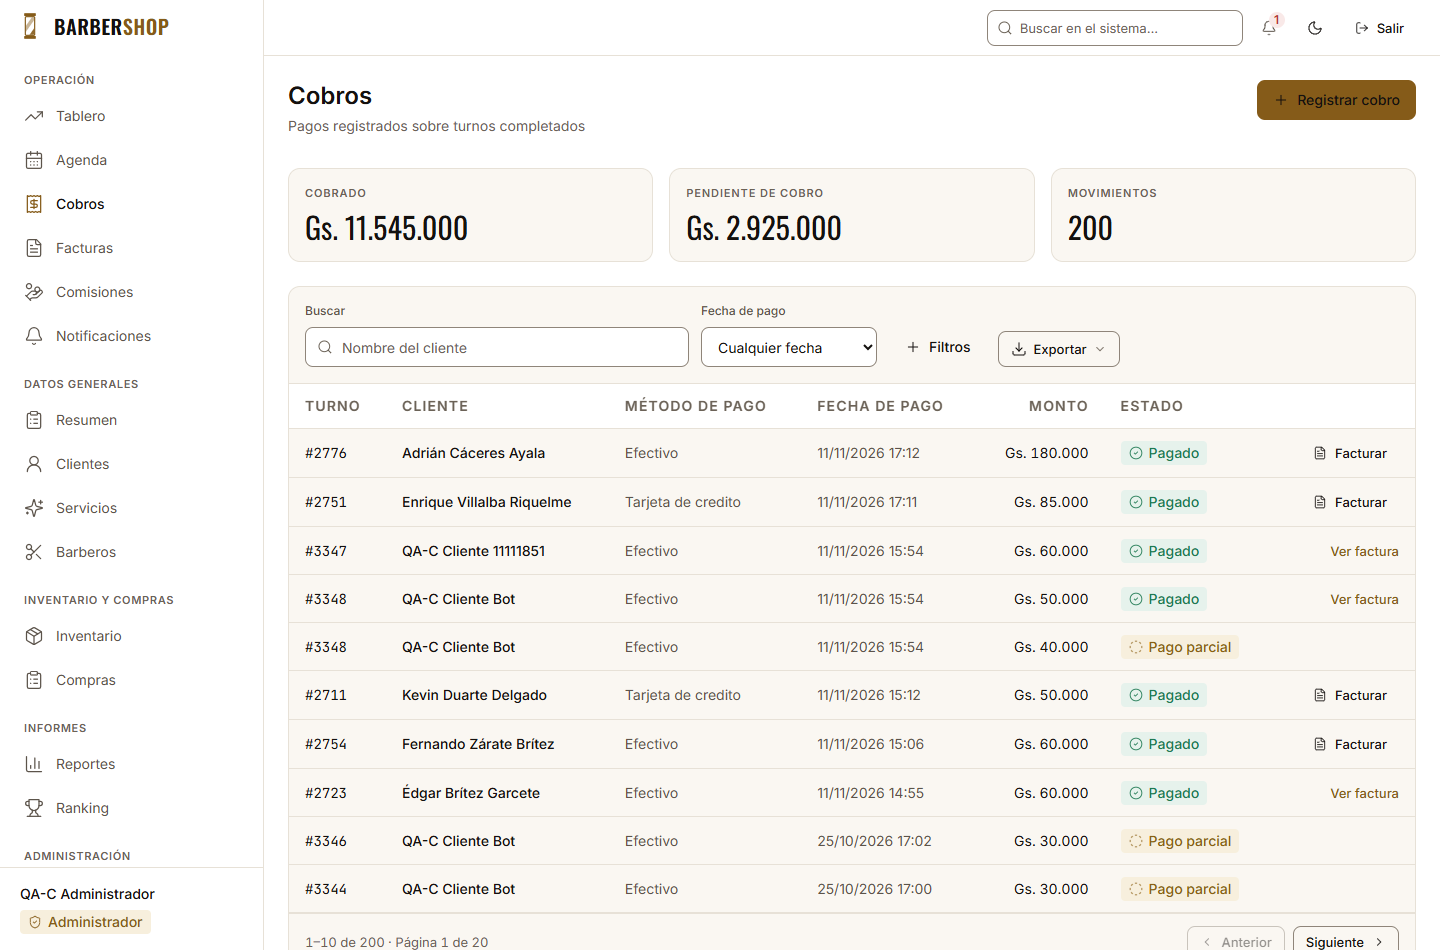 BARBERSHOP
Buscar en el sistema...
1
Salir
OPERACIÓN
Tablero
Agenda
Cobros
Facturas
Comisiones
Notificaciones
DATOS GENERALES
Resumen
Clientes
Servicios
Barberos
INVENTARIO Y COMPRAS
Inventario
Compras
INFORMES
Reportes
Ranking
ADMINISTRACIÓN
QA-C Administrador
Administrador
Cobros
Pagos registrados sobre turnos completados
+ Registrar cobro
COBRADO
Gs. 11.545.000
PENDIENTE DE COBRO
Gs. 2.925.000
MOVIMIENTOS
200
Buscar
Nombre del cliente
Fecha de pago
Cualquier fecha
+ Filtros
Exportar
TURNO CLIENTE MÉTODO DE PAGO FECHA DE PAGO MONTO ESTADO
#2776 Adrián Cáceres Ayala Efectivo 11/11/2026 17:12 Gs. 180.000 Pagado Facturar
#2751 Enrique Villalba Riquelme Tarjeta de credito 11/11/2026 17:11 Gs. 85.000 Pagado Facturar
#3347 QA-C Cliente 11111851 Efectivo 11/11/2026 15:54 Gs. 60.000 Pagado Ver factura
#3348 QA-C Cliente Bot Efectivo 11/11/2026 15:54 Gs. 50.000 Pagado Ver factura
#3348 QA-C Cliente Bot Efectivo 11/11/2026 15:54 Gs. 40.000 Pago parcial
#2711 Kevin Duarte Delgado Tarjeta de credito 11/11/2026 15:12 Gs. 50.000 Pagado Facturar
#2754 Fernando Zárate Brítez Efectivo 11/11/2026 15:06 Gs. 60.000 Pagado Facturar
#2723 Édgar Brítez Garcete Efectivo 11/11/2026 14:55 Gs. 60.000 Pagado Ver factura
#3346 QA-C Cliente Bot Efectivo 25/10/2026 17:02 Gs. 30.000 Pago parcial
#3344 QA-C Cliente Bot Efectivo 25/10/2026 17:00 Gs. 30.000 Pago parcial
1–10 de 200 · Página 1 de 20
Anterior
Siguiente